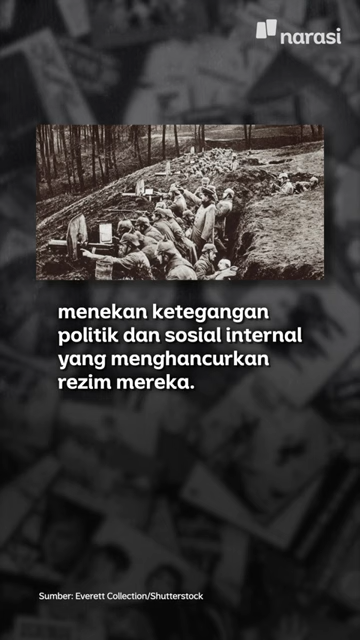 narasi
menekan ketegangan
politik dan sosial internal
yang menghancurkan
rezim mereka.
Sumber: Everett Collection/Shutterstock